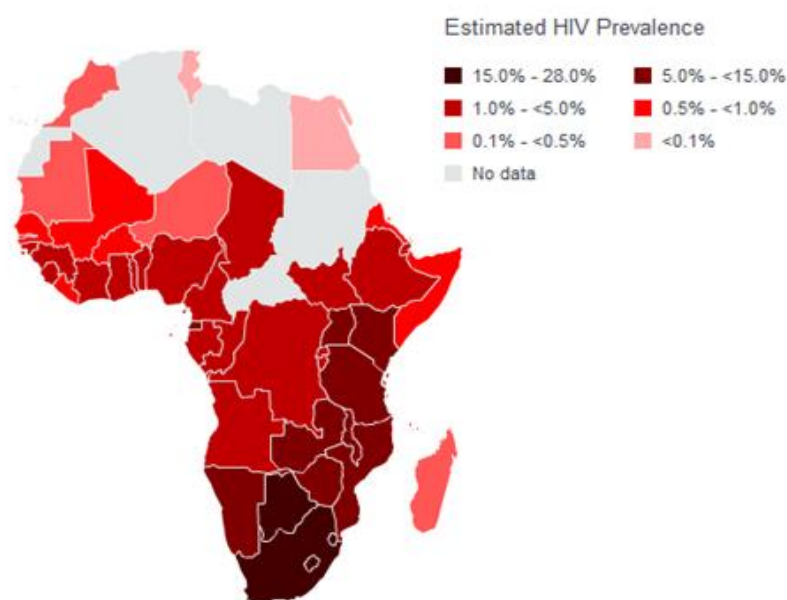 Estimated HIV Prevalence
15.0% - 28.0% 5.0% - <15.0%
1.0% - <5.0% 0.5% - <1.0%
0.1% - <0.5% <0.1%
No data